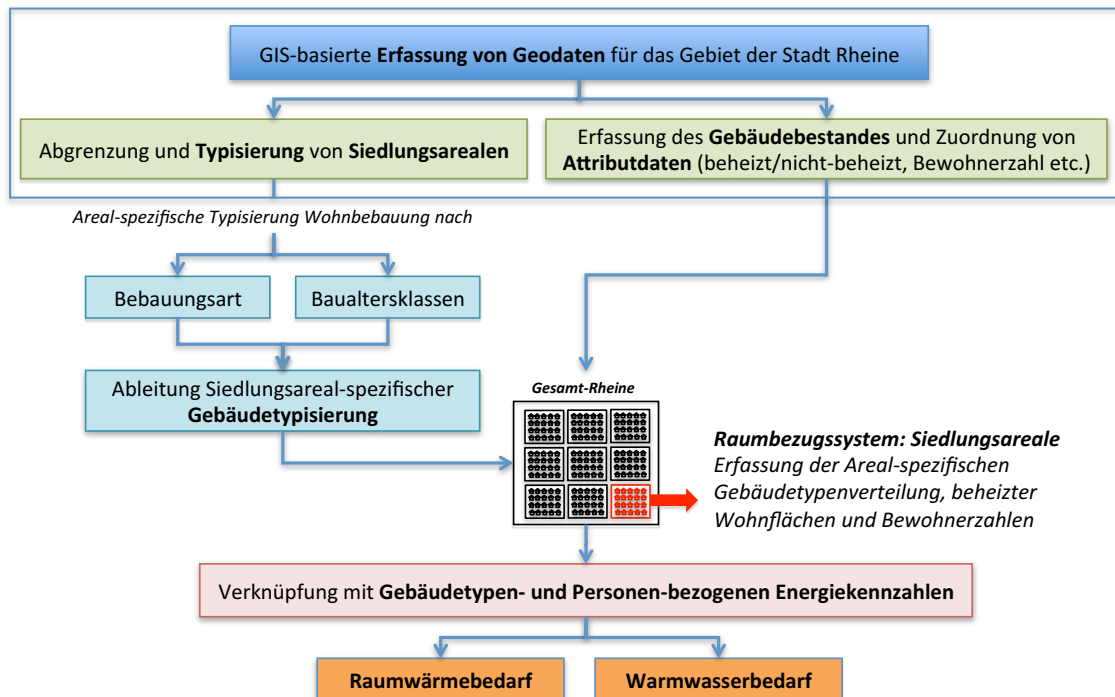 GIS-basierte Erfassung von Geodaten für das Gebiet der Stadt Rheine
Abgrenzung und Typisierung von Siedlungsarealen
Erfassung des Gebäudebestandes und Zuordnung von
Attributdaten (beheizt/nicht-beheizt, Bewohnerzahl etc.)
Areal-spezifische Typisierung Wohnbebauung nach
Bebauungsart
Baualtersklassen
Ableitung Siedlungsareal-spezifischer
Gebäudetypisierung
Gesamt-Rheine
Raumbezugssystem: Siedlungsareale
Erfassung der Areal-spezifischen
Gebäudetypenverteilung, beheizter
Wohnflächen und Bewohnerzahlen
Verknüpfung mit Gebäudetypen- und Personen-bezogenen Energiekennzahlen
Raumwärmebedarf
Warmwasserbedarf